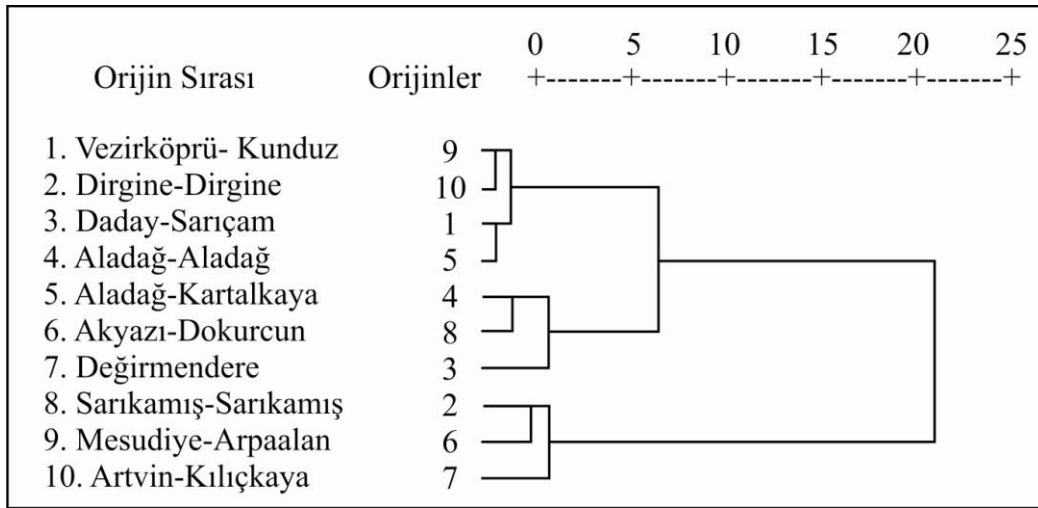 0 5 10 15 20 25
Orijin Sırası Orijinler +-------+-------+-------+-------+-------+
1. Vezirköprü- Kunduz 9
2. Dirgine-Dirgine 10
3. Daday-Sarıçam 1
4. Aladağ-Aladağ 5
5. Aladağ-Kartalkaya 4
6. Akyazı-Dokurcun 8
7. Değirmendere 3
8. Sarıkamış-Sarıkamış 2
9. Mesudiye-Arpaalan 6
10. Artvin-Kılıçkaya 7